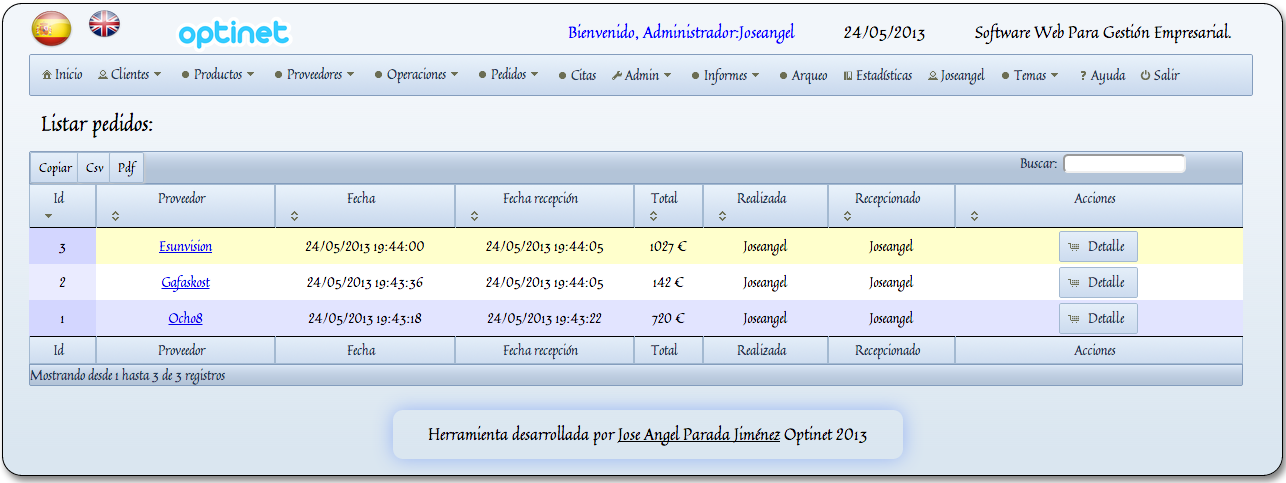 optinet Bienvenido, Administrador:Joseangel 24/05/2013 Software Web Para Gestión Empresarial.
Inicio Clientes Productos Proveedores Operaciones Pedidos Citas Admin Informes Arqueo Estadísticas Joseangel Temas ? Ayuda Salir
Listar pedidos:
Copiar Csv Pdf Buscar:
Id Proveedor Fecha Fecha recepción Total Realizada Recepcionado Acciones
3 Esunvision 24/05/2013 19:44:00 24/05/2013 19:44:05 1027 € Joseangel Joseangel Detalle
2 Gafaskost 24/05/2013 19:43:36 24/05/2013 19:44:05 142 € Joseangel Joseangel Detalle
1 Ocho8 24/05/2013 19:43:18 24/05/2013 19:43:22 720 € Joseangel Joseangel Detalle
Id Proveedor Fecha Fecha recepción Total Realizada Recepcionado Acciones
Mostrando desde 1 hasta 3 de 3 registros
Herramienta desarrollada por Jose Angel Parada Jiménez Optinet 2013